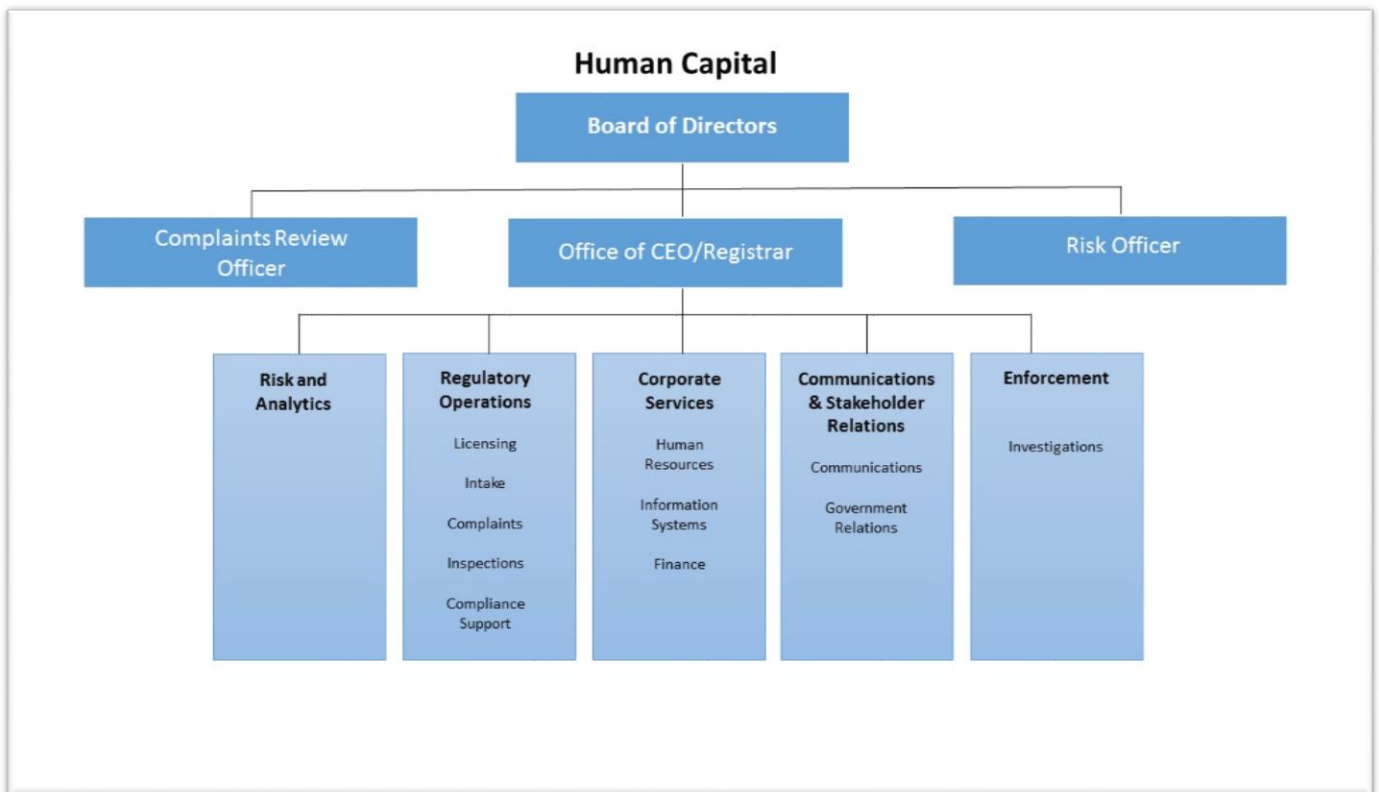 Human Capital
Board of Directors
Complaints Review
Officer
Office of CEO/Registrar
Risk Officer
Risk and
Analytics
Regulatory
Operations
Licensing
Intake
Complaints
Inspections
Compliance
Support
Corporate
Services
Human
Resources
Information
Systems
Finance
Communications
& Stakeholder
Relations
Communications
Government
Relations
Enforcement
Investigations